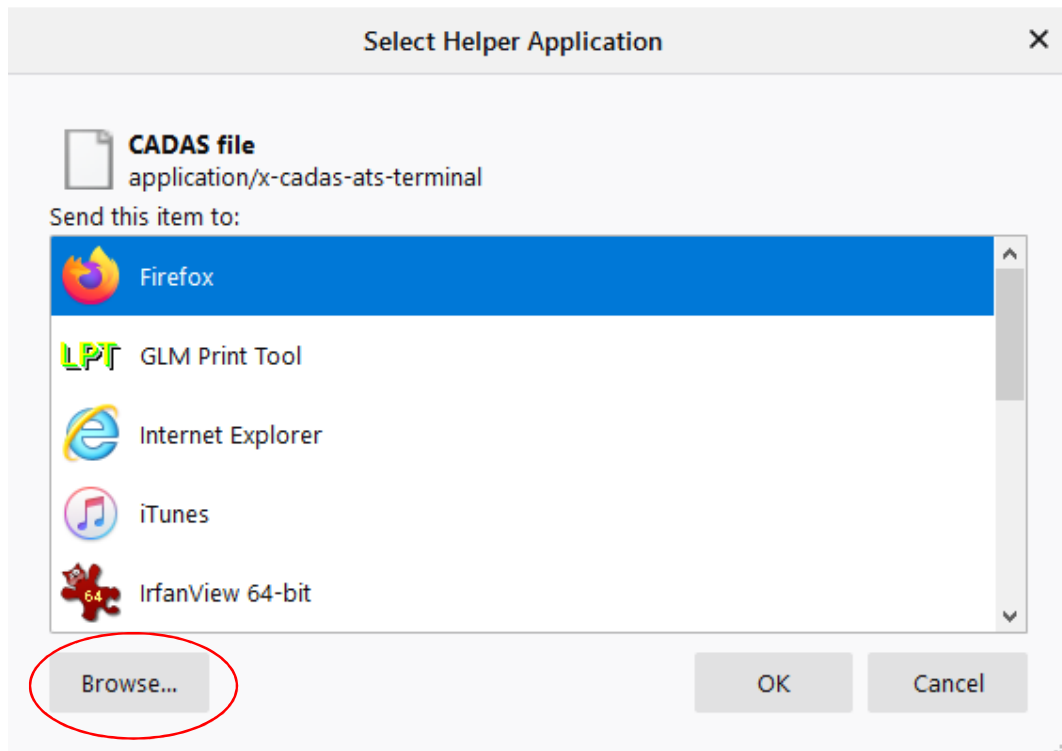 Select Helper Application
CADAS file
application/x-cadas-ats-terminal
Send this item to:
Firefox
LPT GLM Print Tool
Internet Explorer
iTunes
64 IrfanView 64-bit
Browse... OK Cancel